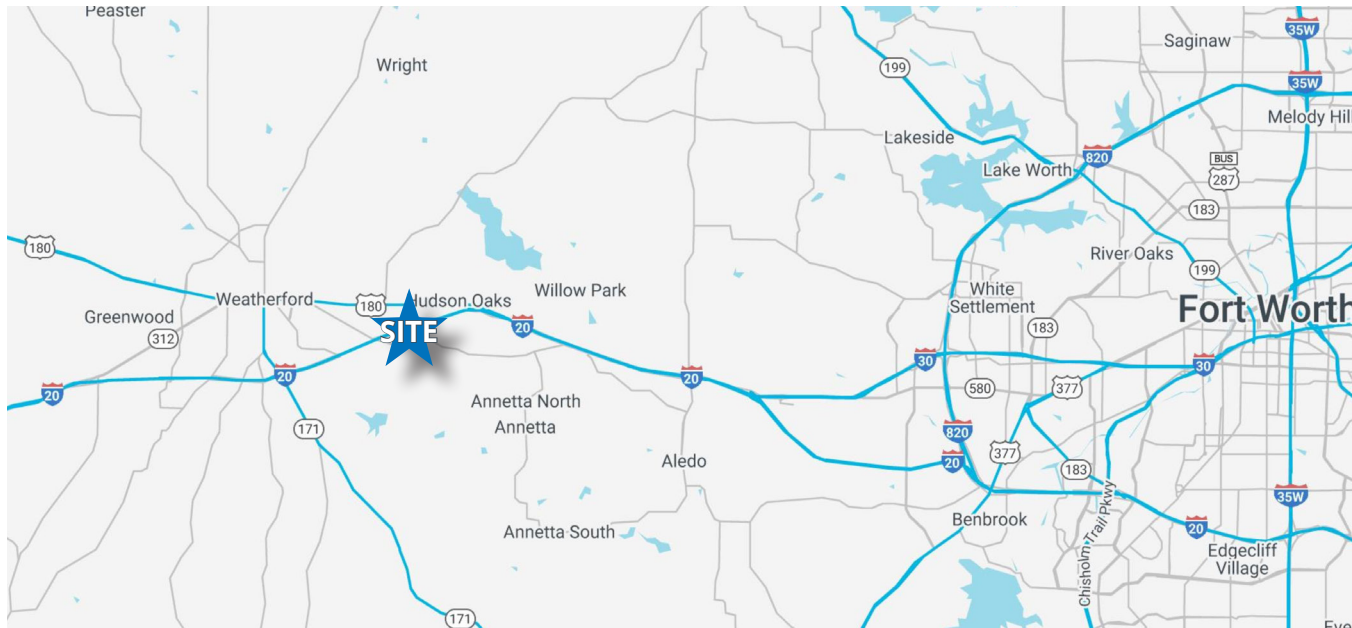 Peaster
Wright
Saginaw
35W
35W
199
Melody Hill
Lakeside
820
Lake Worth
BUS
287
183
180
River Oaks
199
Weatherford
180
Hudson Oaks
Willow Park
White
Settlement
Fort Worth
Greenwood
312
SITE
20
183
30
30
20
20
20
580
377
Annetta North
Annetta
171
820
377
Aledo
20
183
35W
Annetta South
Benbrook
Chisholm Trail Pkwy
20
Edgecliff
Village
171